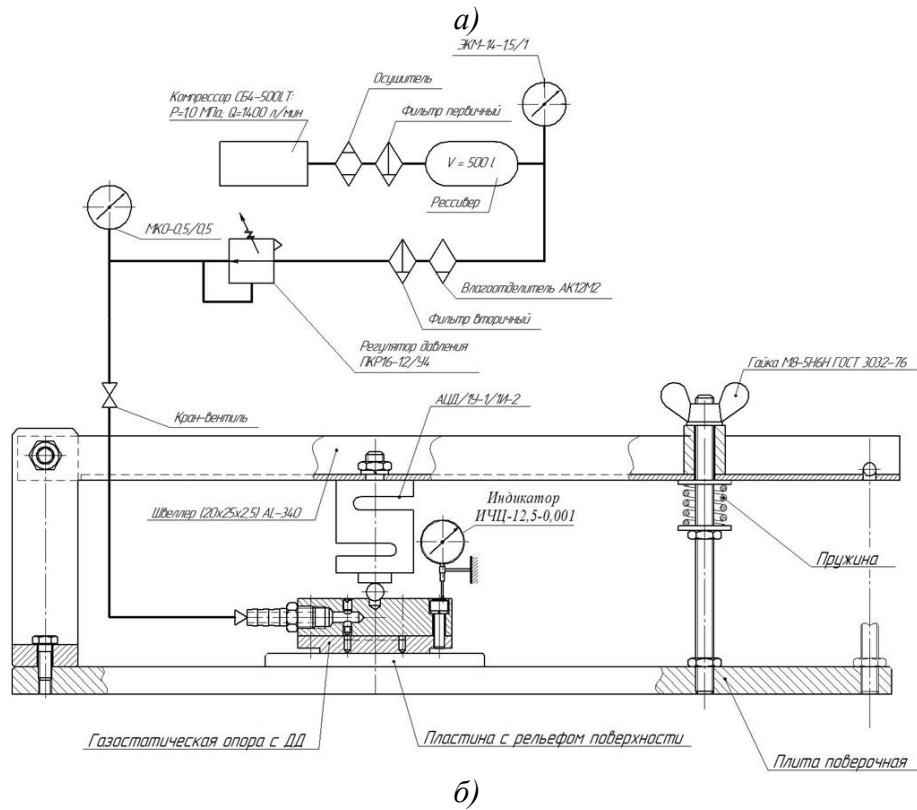 а)
ЭКМ-14-1,5/1
Осушитель
Компрессор СБ4-500LT:
P=1,0 МПа, Q=1400 л/мин
Фильтр первичный
V = 500 l
Рессивер
МКО-0,5/0,5
Влагоотделитель АК12М2
Фильтр вторичный
Регулятор давления
ПКР16-12/У4
Гайка М8-5Н6Н ГОСТ 3032-76
АЦД/1У-1/1И-2
Кран-вентиль
Индикатор
ИЧЦ-12,5-0,001
Швеллер (20х25х2,5) AL-340
Пружина
Газостатическая опора с ДД
Пластина с рельефом поверхности
Плита поверочная
б)